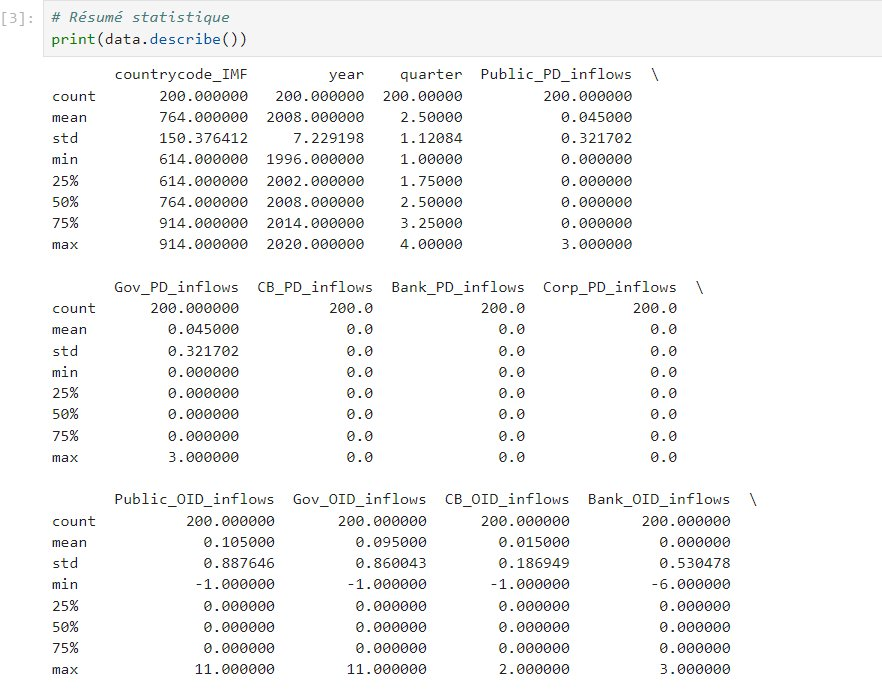 [3]: # Résumé statistique
print(data.describe())
countrycode_IMF year quarter Public_PD_inflows \
count 200.000000 200.000000 200.00000 200.000000
mean 764.000000 2008.000000 2.50000 0.045000
std 150.376412 7.229198 1.12084 0.321702
min 614.000000 1996.000000 1.00000 0.000000
25% 614.000000 2002.000000 1.75000 0.000000
50% 764.000000 2008.000000 2.50000 0.000000
75% 914.000000 2014.000000 3.25000 0.000000
max 914.000000 2020.000000 4.00000 3.000000
Gov_PD_inflows CB_PD_inflows Bank_PD_inflows Corp_PD_inflows \
count 200.000000 200.0 200.0 200.0
mean 0.045000 0.0 0.0 0.0
std 0.321702 0.0 0.0 0.0
min 0.000000 0.0 0.0 0.0
25% 0.000000 0.0 0.0 0.0
50% 0.000000 0.0 0.0 0.0
75% 0.000000 0.0 0.0 0.0
max 3.000000 0.0 0.0 0.0
Public_OID_inflows Gov_OID_inflows CB_OID_inflows Bank_OID_inflows \
count 200.000000 200.000000 200.000000 200.000000
mean 0.105000 0.095000 0.015000 0.000000
std 0.887646 0.860043 0.186949 0.530478
min -1.000000 -1.000000 -1.000000 -6.000000
25% 0.000000 0.000000 0.000000 0.000000
50% 0.000000 0.000000 0.000000 0.000000
75% 0.000000 0.000000 0.000000 0.000000
max 11.000000 11.000000 2.000000 3.000000